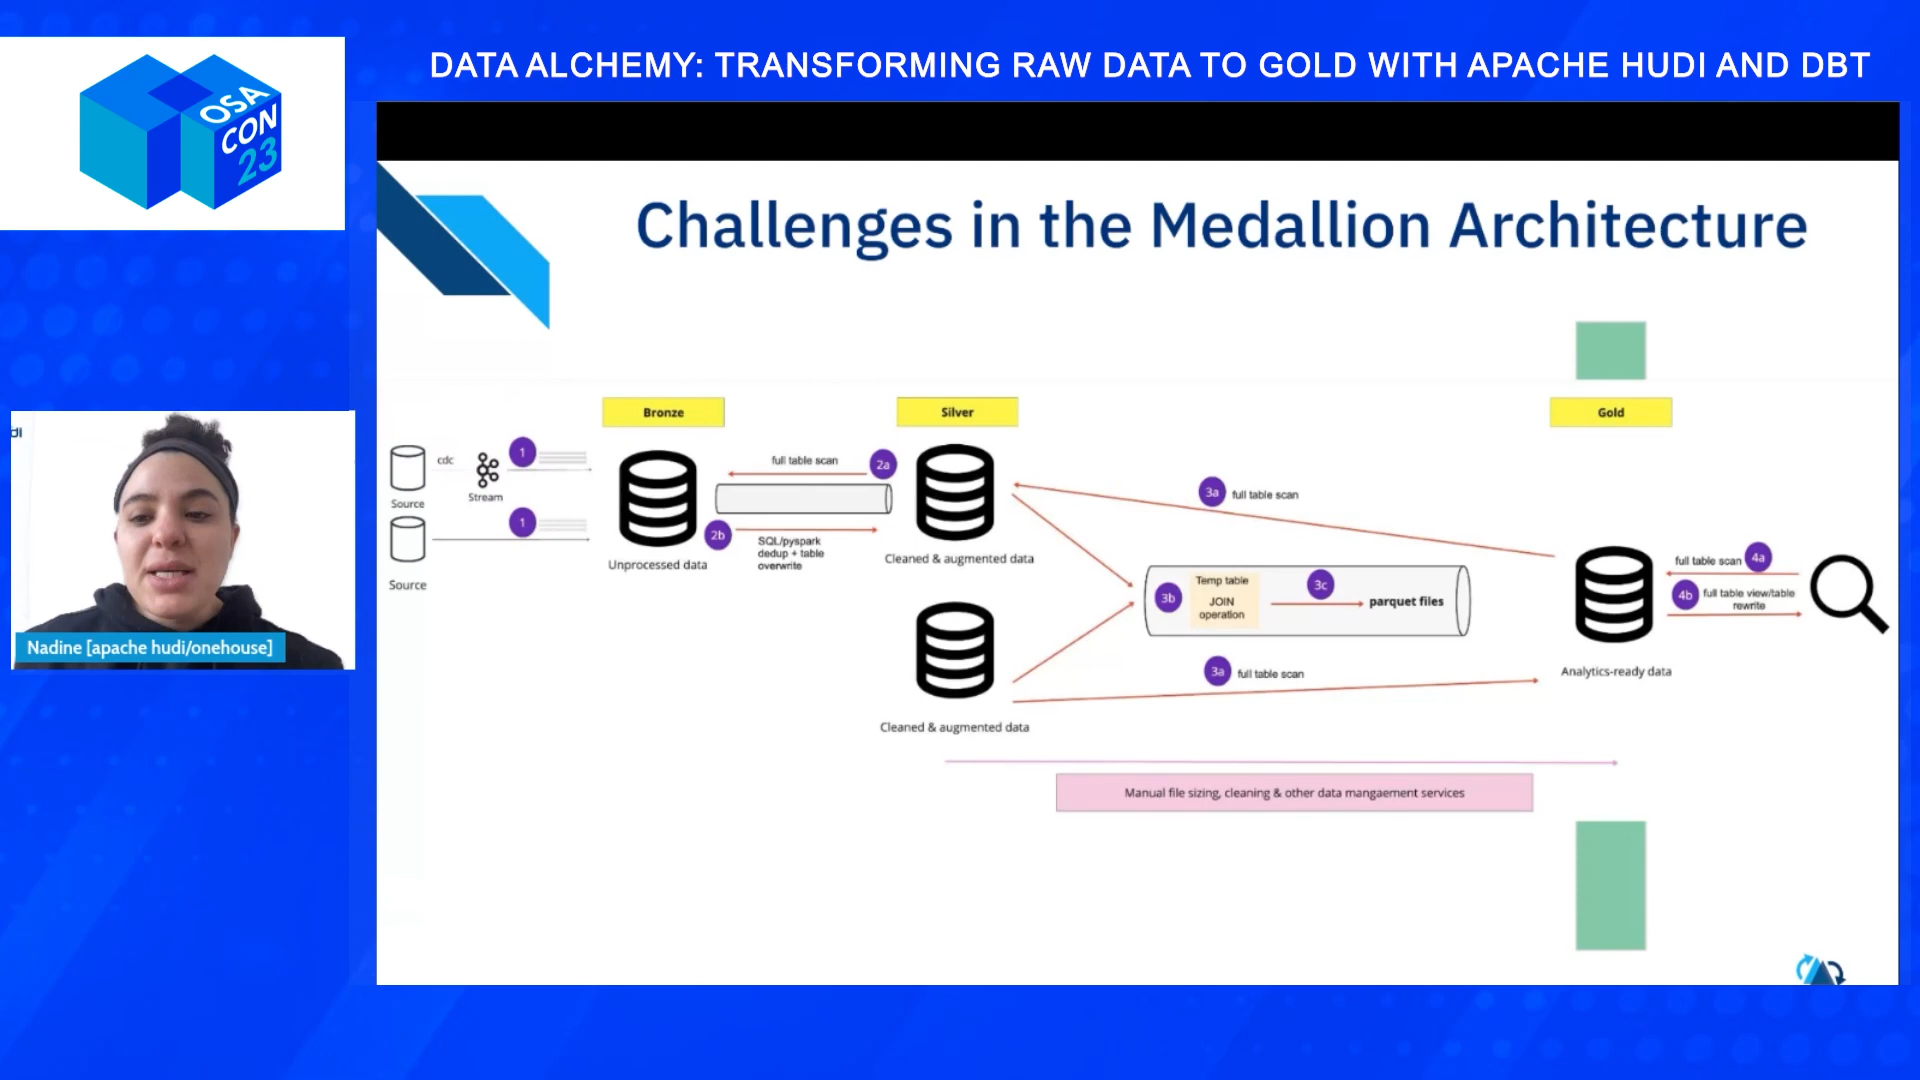 DATA ALCHEMY: TRANSFORMING RAW DATA TO GOLD WITH APACHE HUDI AND DBT
OSA
CON
23
Challenges in the Medallion Architecture
Bronze
Silver
Gold
cdc
Source
Stream
1
1
Source
Unprocessed data
full table scan
2a
2b
SQL/pyspark
dedup + table
overwrite
Cleaned & augmented data
Cleaned & augmented data
3a
full table scan
3b
Temp table
JOIN
operation
3c
parquet files
3a
full table scan
Analytics-ready data
full table scan
4a
4b
full table view/table
rewrite
Manual file sizing, cleaning & other data mangaement services
di
Nadine [apache hudi/onehouse]